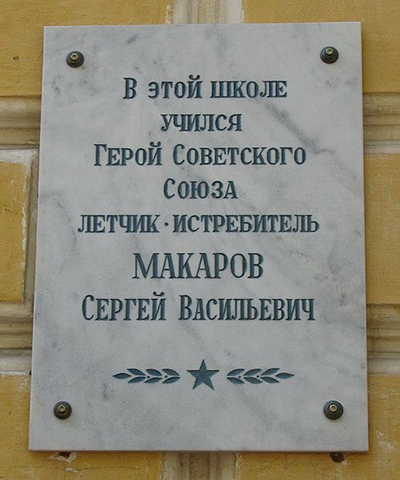 В этой школе
учился
Герой Советского
Союза
летчик·истребитель
МАКАРОВ
Сергей Васильевич